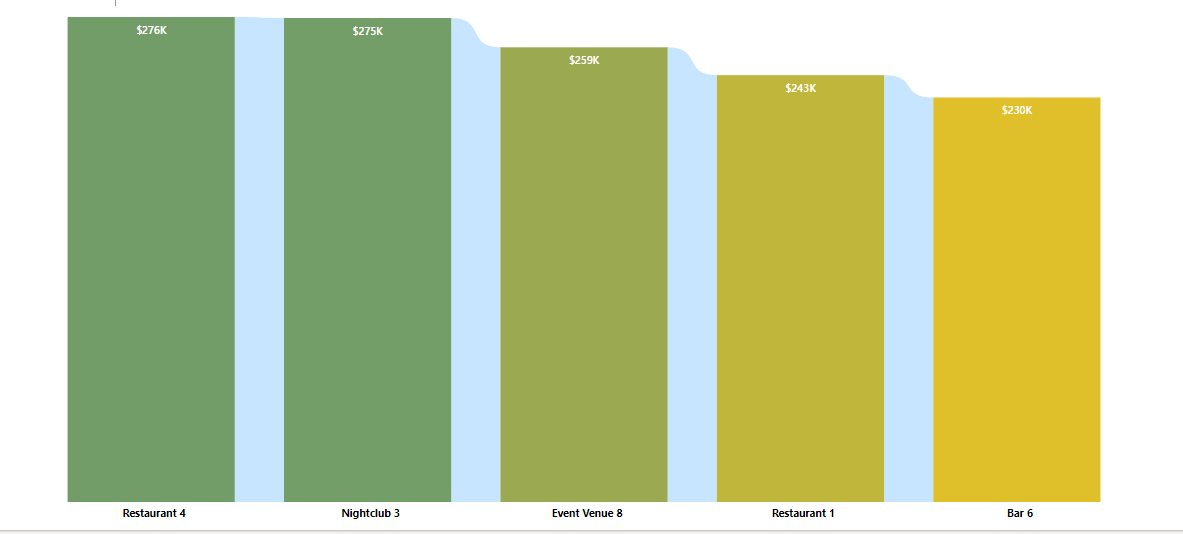 $276K
$275K
$259K
$243K
$230K
Restaurant 4
Nightclub 3
Event Venue 8
Restaurant 1
Bar 6